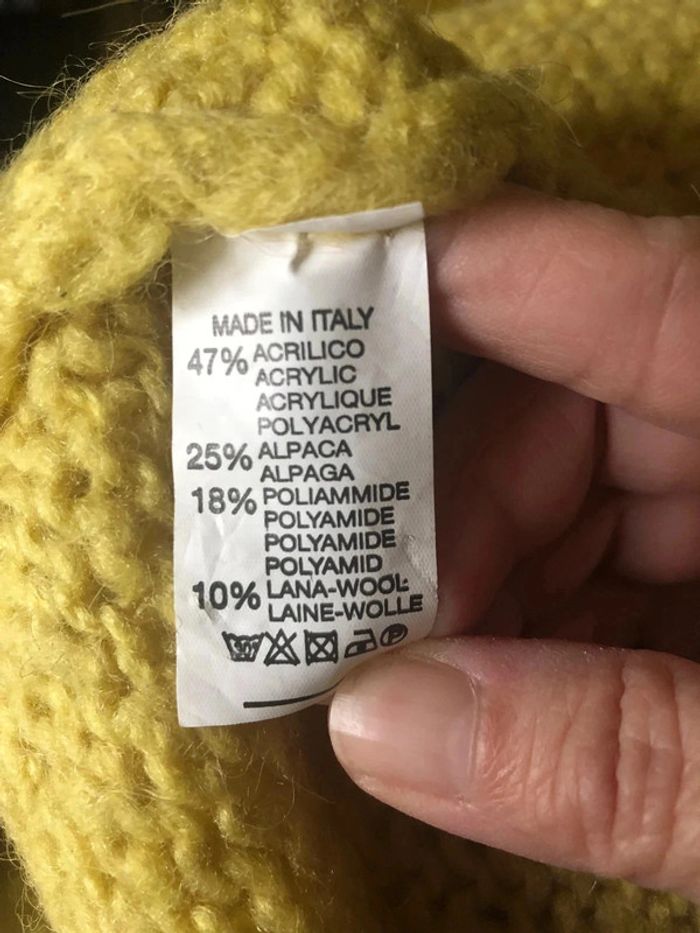 MADE IN ITALY
47% ACRILICO
ACRYLIC
ACRYLIQUE
POLYACRYL
25% ALPACA
ALPAGA
18% POLIAMMIDE
POLYAMIDE
POLYAMIDE
POLYAMID
10% LANA-WOOL-
LAINE-WOLLE
30 P